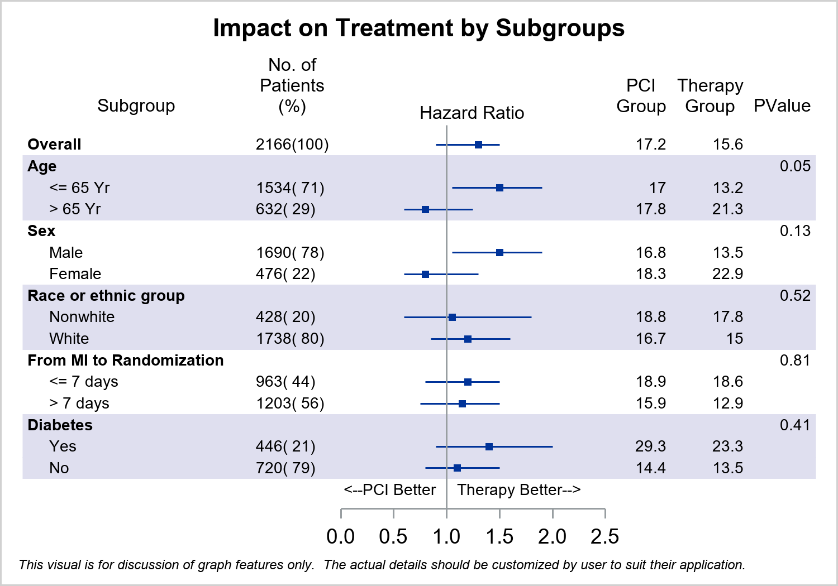 Impact on Treatment by Subgroups
Subgroup No. of Patients (%) Hazard Ratio PCI Group Therapy Group PValue
Overall 2166(100) 17.2 15.6
Age 0.05
<= 65 Yr 1534( 71) 17 13.2
> 65 Yr 632( 29) 17.8 21.3
Sex 0.13
Male 1690( 78) 16.8 13.5
Female 476( 22) 18.3 22.9
Race or ethnic group 0.52
Nonwhite 428( 20) 18.8 17.8
White 1738( 80) 16.7 15
From MI to Randomization 0.81
<= 7 days 963( 44) 18.9 18.6
> 7 days 1203( 56) 15.9 12.9
Diabetes 0.41
Yes 446( 21) 29.3 23.3
No 720( 79) 14.4 13.5
<--PCI Better Therapy Better-->
0.0 0.5 1.0 1.5 2.0 2.5
This visual is for discussion of graph features only. The actual details should be customized by user to suit their application.